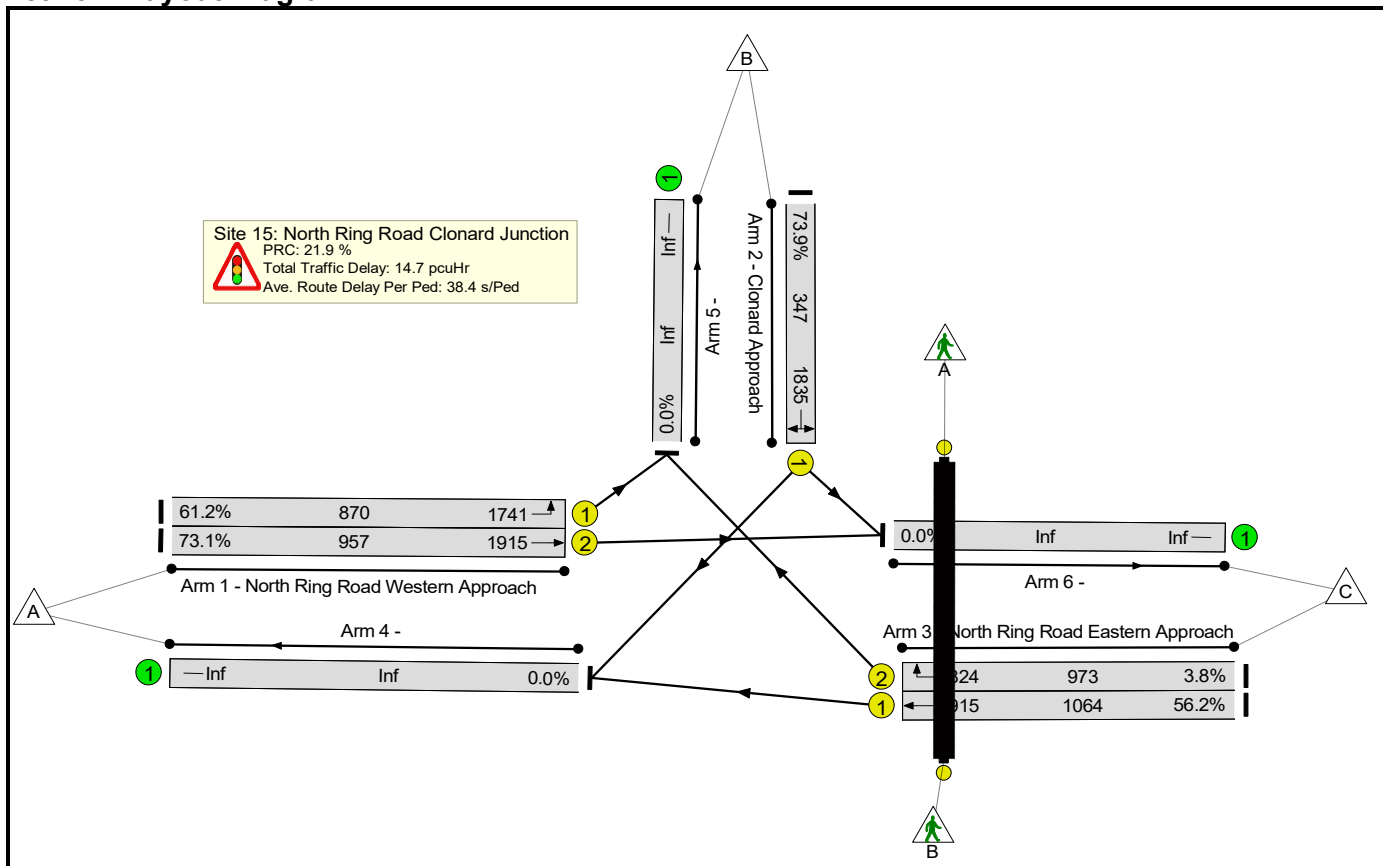 B
Site 15: North Ring Road Clonard Junction
PRC: 21.9 %
Total Traffic Delay: 14.7 pcuHr
Ave. Route Delay Per Ped: 38.4 s/Ped
1
Inf
Inf
0.0%
Arm 5 -
Arm 2 - Clonard Approach
73.9%
347
1835
1
A
61.2% 870 1741 1
73.1% 957 1915 2
Arm 1 - North Ring Road Western Approach
A
0.0% Inf Inf 1
Arm 6 -
C
Arm 4 -
1 Inf Inf 0.0%
Arm 3 North Ring Road Eastern Approach
2 824 973 3.8%
1 915 1064 56.2%
B